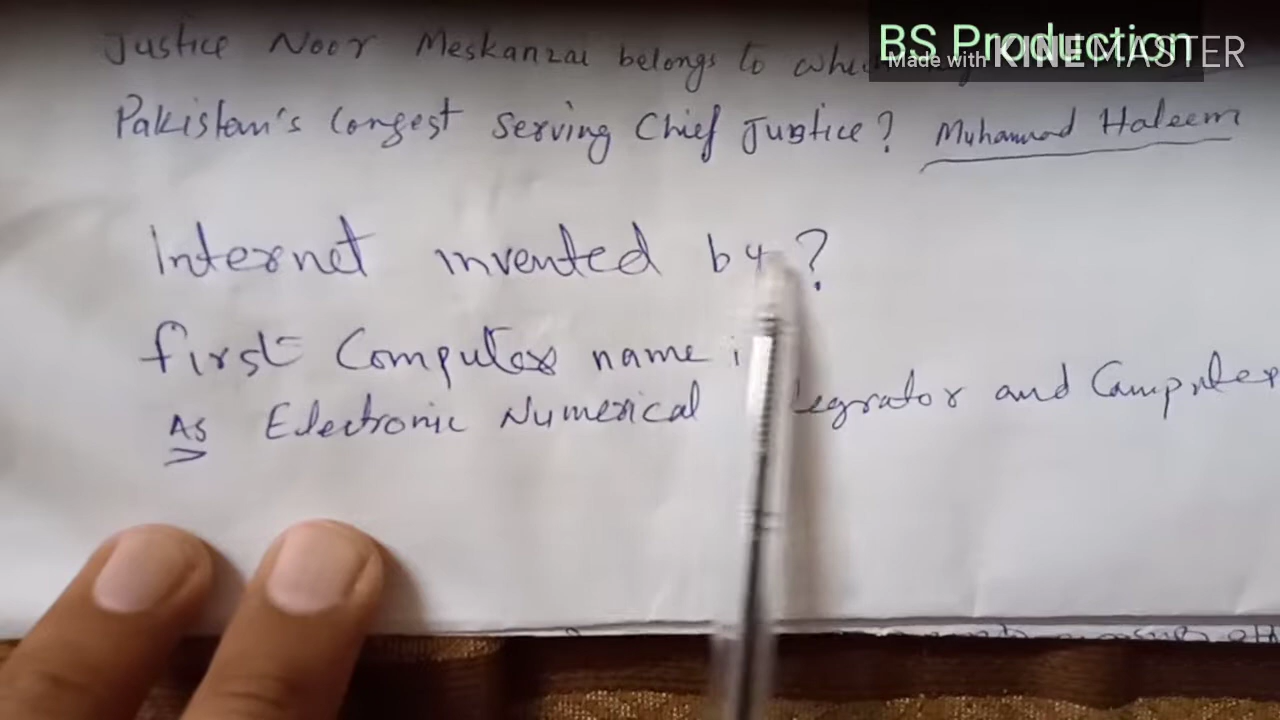 BS Production
Made with KINEMASTER
Justice Noor Meskanzai belongs to
Pakistan's longest serving Chief Justice? Muhammad Haleem
Internet invented by?
first Computer name
As Electronic Numerical and Computer